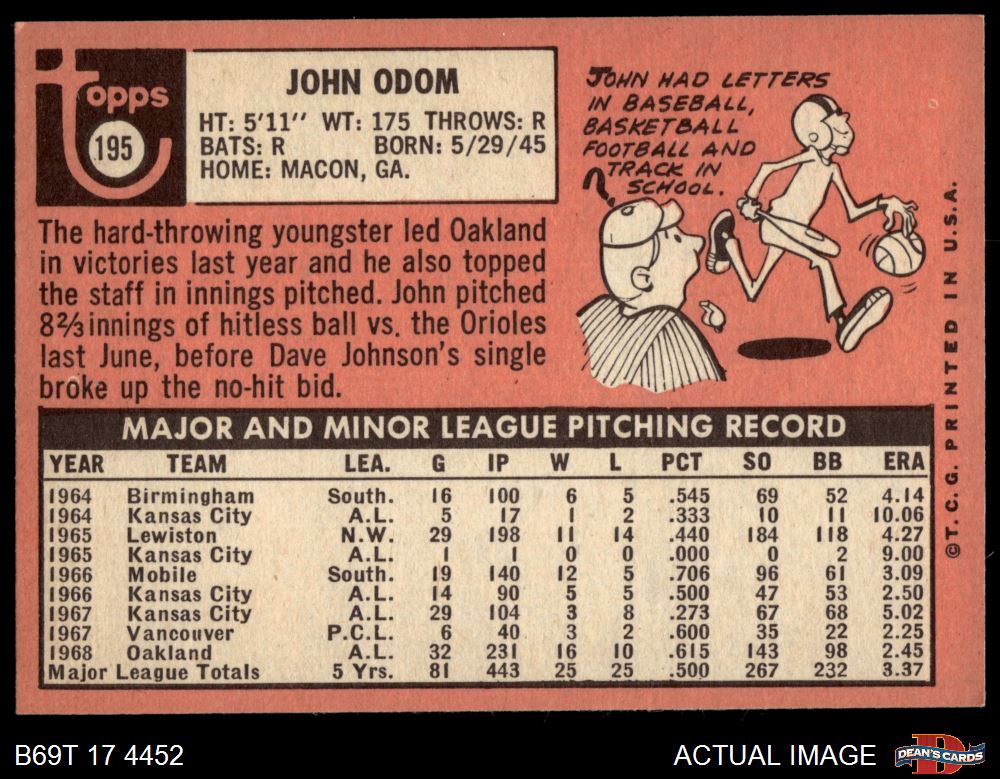 Topps
195
JOHN ODOM
HT: 5'11" WT: 175 THROWS: R
BATS: R BORN: 5/29/45
HOME: MACON, GA.
JOHN HAD LETTERS
IN BASEBALL,
BASKETBALL
FOOTBALL AND
TRACK IN
SCHOOL.
?
The hard-throwing youngster led Oakland
in victories last year and he also topped
the staff in innings pitched. John pitched
8⅔ innings of hitless ball vs. the Orioles
last June, before Dave Johnson's single
broke up the no-hit bid.
MAJOR AND MINOR LEAGUE PITCHING RECORD
YEAR TEAM LEA. G IP W L PCT SO BB ERA
1964 Birmingham South. 16 100 6 5 .545 69 52 4.14
1964 Kansas City A.L. 5 17 1 2 .333 10 11 10.06
1965 Lewiston N.W. 29 198 11 14 .440 184 118 4.27
1965 Kansas City A.L. 1 1 0 0 .000 0 2 9.00
1966 Mobile South. 19 140 12 5 .706 96 61 3.09
1966 Kansas City A.L. 14 90 5 5 .500 47 53 2.50
1967 Kansas City A.L. 29 104 3 8 .273 67 68 5.02
1967 Vancouver P.C.L. 6 40 3 2 .600 35 22 2.25
1968 Oakland A.L. 32 231 16 10 .615 143 98 2.45
Major League Totals 5 Yrs. 81 443 25 25 .500 267 232 3.37
© T. C. G. PRINTED IN U.S.A.
B69T 17 4452
ACTUAL IMAGE
D
DEAN'S CARDS